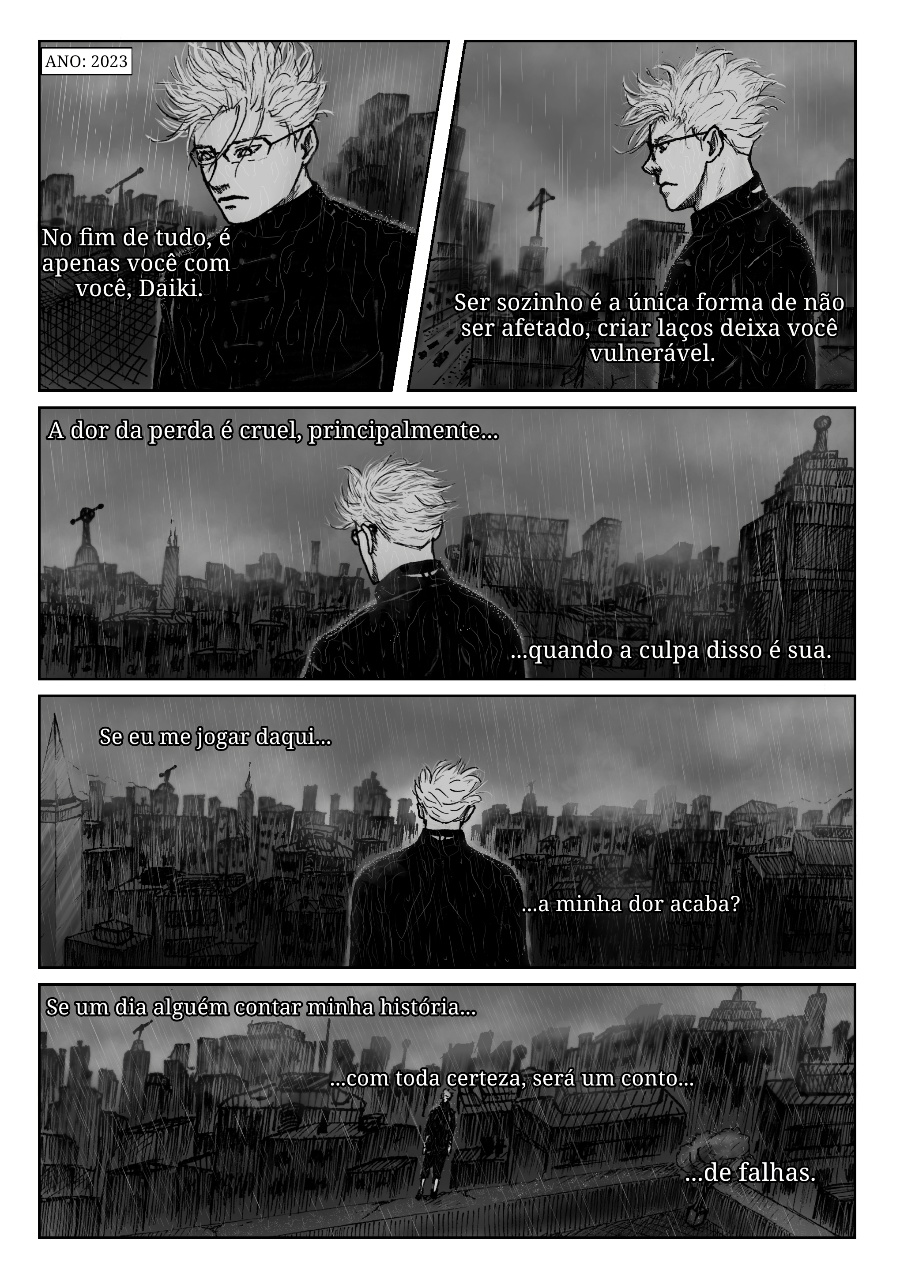 ANO: 2023
No fim de tudo, é
apenas você com
você, Daiki.
Ser sozinho é a única forma de não
ser afetado, criar laços deixa você
vulnerável.
A dor da perda é cruel, principalmente...
...quando a culpa disso é sua.
Se eu me jogar daqui...
...a minha dor acaba?
Se um dia alguém contar minha história...
...com toda certeza, será um conto...
...de falhas.